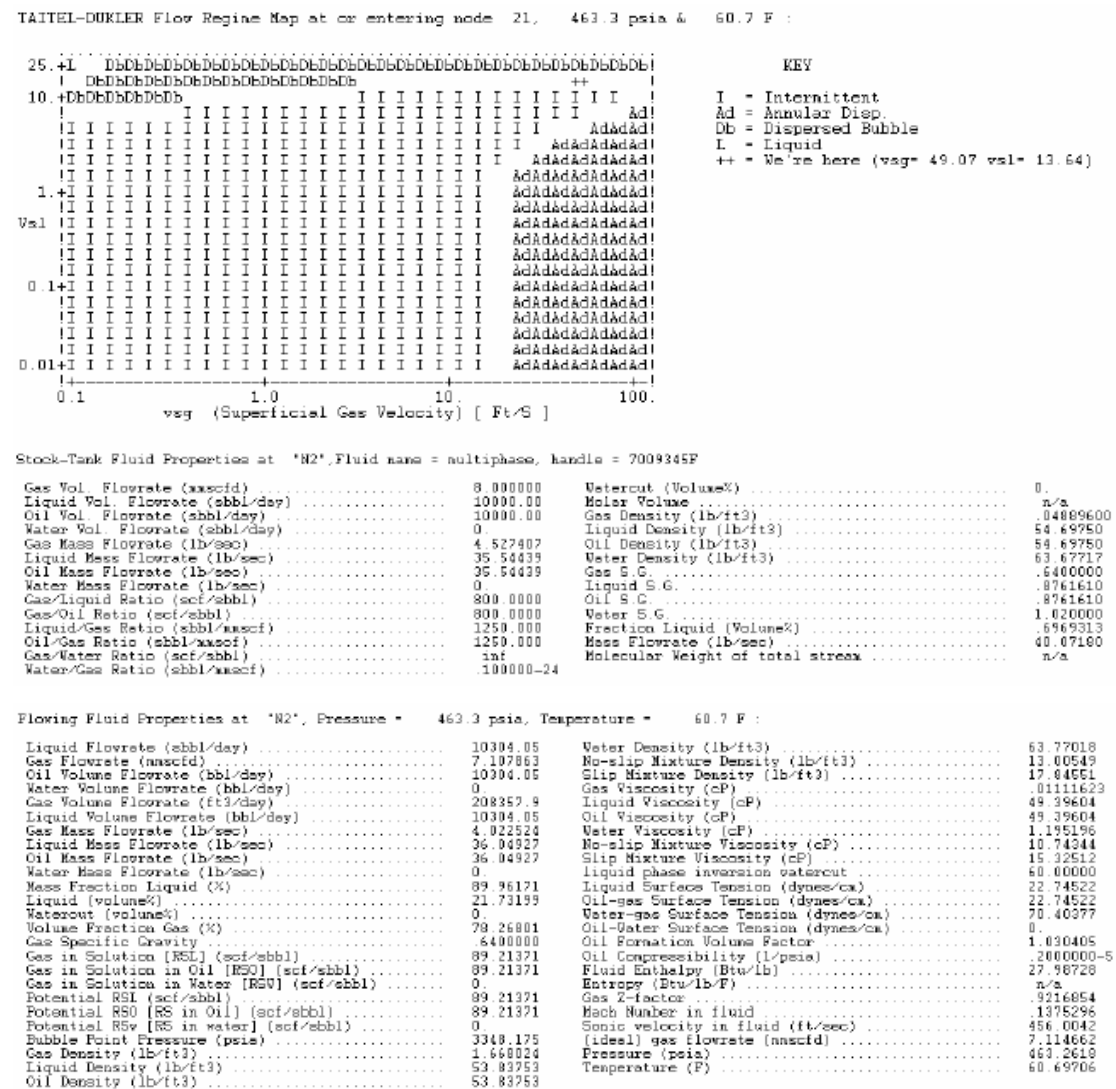 TAITEL-DUKLER Flow Regine Map at or entering node 21, 463.3 psia & 60.7 F :
25.+L DbDbDbDbDbDbDbDbDbDbDbDbDbDbDbDbDbDbDbDbDbDbDbDbDbDbDbDb! KEY
! DbDbDbDbDbDbDbDbDbDbDbDbDbDb ++
10.+DbDbDbDbDbDb I I I I I I I I I I I I I I ! I = Intermittent
! I I I I I I I I I I I I I I I I I I I I I Ad! Ad = Annular Disp.
!I I I I I I I I I I I I I I I I I I I I I I I I I AdAdAd! Db = Dispersed Bubble
!I I I I I I I I I I I I I I I I I I I I I I I I AdAdAdAdAd! L = Liquid
!I I I I I I I I I I I I I I I I I I I I I I I AdAdAdAdAdAd! ++ = We're here (vsg= 49.07 vsl= 13.64)
!I I I I I I I I I I I I I I I I I I I I I I AdAdAdAdAdAdAd!
1.+I I I I I I I I I I I I I I I I I I I I I I AdAdAdAdAdAdAd!
!I I I I I I I I I I I I I I I I I I I I I I AdAdAdAdAdAdAd!
Vsl !I I I I I I I I I I I I I I I I I I I I I I AdAdAdAdAdAdAd!
!I I I I I I I I I I I I I I I I I I I I I I AdAdAdAdAdAdAd!
!I I I I I I I I I I I I I I I I I I I I I I AdAdAdAdAdAdAd!
!I I I I I I I I I I I I I I I I I I I I I I AdAdAdAdAdAdAd!
0.1+I I I I I I I I I I I I I I I I I I I I I I AdAdAdAdAdAdAd!
!I I I I I I I I I I I I I I I I I I I I I I AdAdAdAdAdAdAd!
!I I I I I I I I I I I I I I I I I I I I I I AdAdAdAdAdAdAd!
!I I I I I I I I I I I I I I I I I I I I I I AdAdAdAdAdAdAd!
!I I I I I I I I I I I I I I I I I I I I I I AdAdAdAdAdAdAd!
0.01+I I I I I I I I I I I I I I I I I I I I I I AdAdAdAdAdAdAd!
0.1 1.0 10. 100.
vsg (Superficial Gas Velocity) [ Ft/S ]
Stock-Tank Fluid Properties at "N2",Fluid name = multiphase, handle = 7009345F
Gas Vol. Flowrate (mmscfd) 8.000000 Watercut (Volume%) 0.
Liquid Vol. Flowrate (sbbl/day) 10000.00 Molar Volume n/a
Oil Vol. Flowrate (sbbl/day) 10000.00 Gas Density (lb/ft3) .04889600
Water Vol. Flowrate (sbbl/day) 0. Liquid Density (lb/ft3) 54.69750
Gas Mass Flowrate (lb/sec) 4.527407 Oil Density (lb/ft3) 54.69750
Liquid Mess Flowrate (lb/sec) 35.54439 Water Density (lb/ft3) 63.67717
Oil Mass Flowrate (lb/sec) 35.54439 Gas S.G. .6400000
Water Mass Flowrate (lb/sec) 0. Liquid S.G. .8761610
Gas/Liquid Ratio (scf/sbbl) 800.0000 Oil S.G. .8761610
Gas/Oil Ratio (scf/sbbl) 800.0000 Water S.G. 1.020000
Liquid/Gas Ratio (sbbl/mmscf) 1250.000 Fraction Liquid (Volume%) .6969313
Oil/Gas Ratio (sbbl/mmscf) 1250.000 Mass Flowrate (lb/sec) 40.07180
Gas/Water Ratio (scf/sbbl) inf Molecular Weight of total stream n/a
Water/Gas Ratio (sbbl/mmscf) .100000-24
Flowing Fluid Properties at "N2", Pressure = 463.3 psia, Temperature = 60.7 F :
Liquid Flowrate (sbbl/day) 10304.05 Water Density (lb/ft3) 63.77018
Gas Flowrate (mmscfd) 7.107863 No-slip Mixture Density (lb/ft3) 13.00549
Oil Volume Flowrate (bbl/day) 10304.05 Slip Mixture Density (lb/ft3) 17.84551
Water Volume Flowrate (bbl/day) 0. Gas Viscosity (cP) .01111623
Gas Volume Flowrate (ft3/day) 208357.9 Liquid Viscosity (cP) 49.39604
Liquid Volume Flowrate (bbl/day) 10304.05 Oil Viscosity (cP) 49.39604
Gas Mass Flowrate (lb/sec) 4.022524 Water Viscosity (cP) 1.195196
Liquid Mass Flowrate (lb/sec) 36.04927 No-slip Mixture Viscosity (cP) 10.74344
Oil Mass Flowrate (lb/sec) 36.04927 Slip Mixture Viscosity (cP) 15.32512
Water Mass Flowrate (lb/sec) 0. liquid phase inversion watercut 60.00000
Mass Fraction Liquid (%) 89.96171 Liquid Surface Tension (dynes/cm) 22.74522
Liquid (volume%) 21.73199 Oil-gas Surface Tension (dynes/cm) 22.74522
Watercut (volume%) 0. Water-gas Surface Tension (dynes/cm) 70.40377
Volume Fraction Gas (%) 78.26801 Oil-Water Surface Tension (dynes/cm) 0.
Gas Specific Gravity .6400000 Oil Formation Volume Factor 1.030405
Gas in Solution [RSL] (scf/sbbl) 89.21371 Oil Compressibility (1/psia) .2000000-5
Gas in Solution in Oil [RSO] (scf/sbbl) 89.21371 Fluid Enthalpy (Btu/lb) 27.98728
Gas in Solution in Water [RSW] (scf/sbbl) 0. Entropy (Btu/lb/F) n/a
Potential RSL (scf/sbbl) 89.21371 Gas Z-factor .9216854
Potential RSO [RS in Oil] (scf/sbbl) 89.21371 Mach Number in fluid .1375296
Potential RSw [RS in water] (scf/sbbl) 0. Sonic velocity in fluid (ft/sec) 456.0042
Bubble Point Pressure (psia) 3348.175 [ideal] gas flowrate (mmscfd) 7.114662
Gas Density (lb/ft3) 1.668024 Pressure (psia) 463.2618
Liquid Density (lb/ft3) 53.83753 Temperature (F) 60.69706
Oil Density (lb/ft3) 53.83753